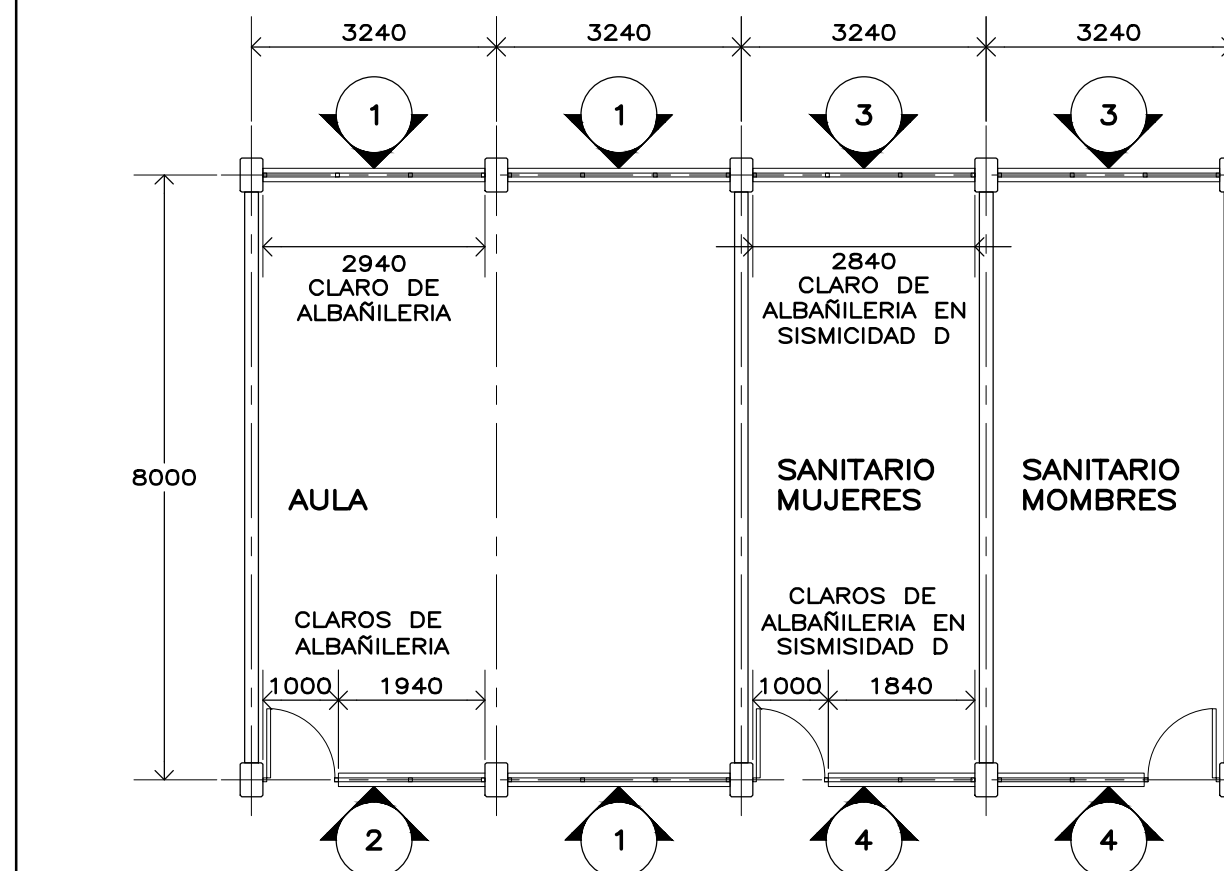 3240 3240 3240 3240
1 1 3 3
2940
CLARO DE
ALBAÑILERIA
2840
CLARO DE
ALBAÑILERIA EN
SISMICIDAD D
8000
AULA
SANITARIO
MUJERES
SANITARIO
MOMBRES
CLAROS DE
ALBAÑILERIA
CLAROS DE
ALBAÑILERIA EN
SISMISIDAD D
1000 1940
1000 1840
2 1 4 4